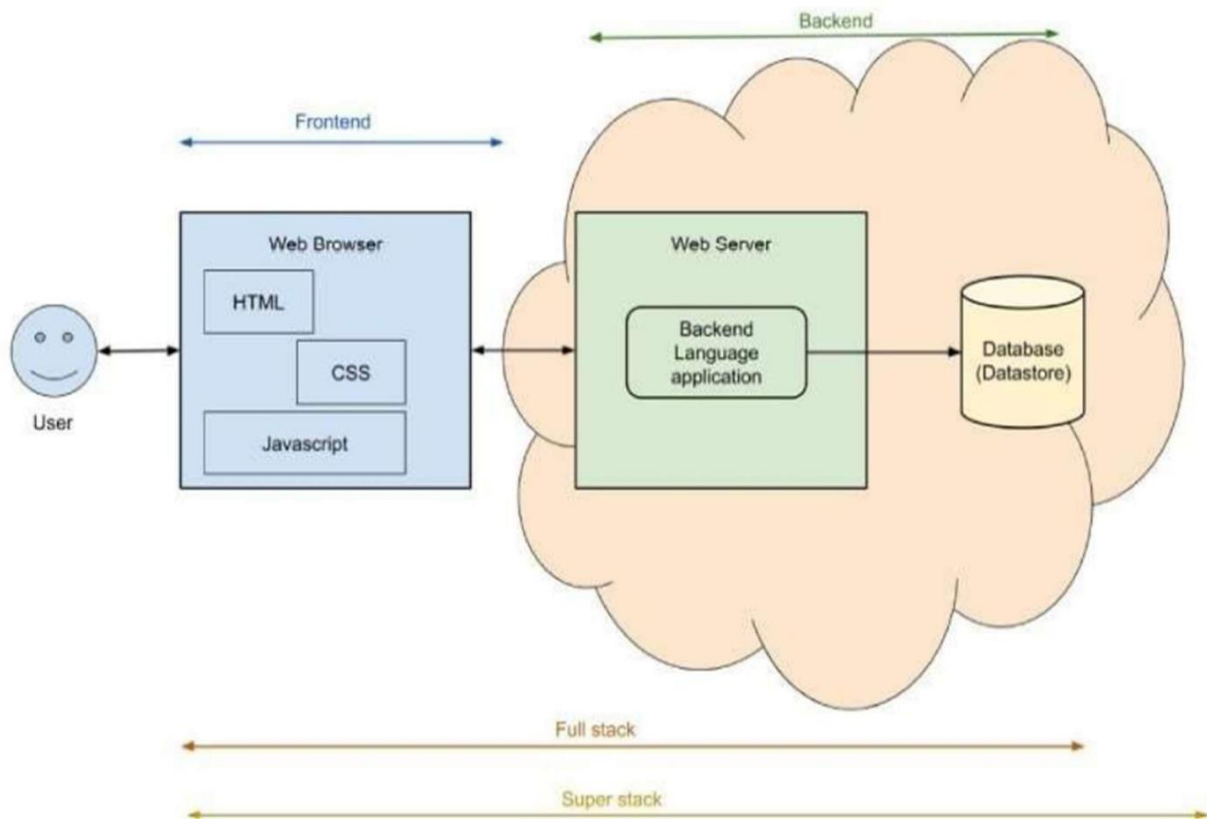 Backend
Frontend
Web Browser
HTML
CSS
Javascript
User
Web Server
Backend
Language
application
Database
(Datastore)
Full stack
Super stack